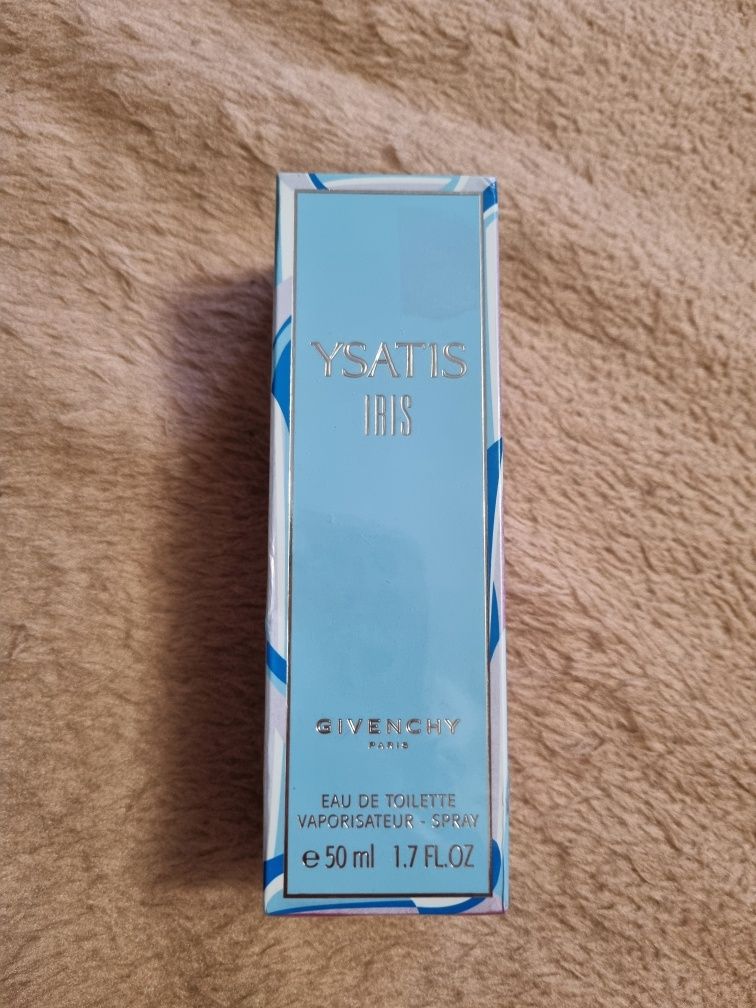 YSATIS
IRIS
GIVENCHY
PARIS
EAU DE TOILETTE
VAPORISATEUR - SPRAY
℮ 50 ml 1.7 FL.OZ